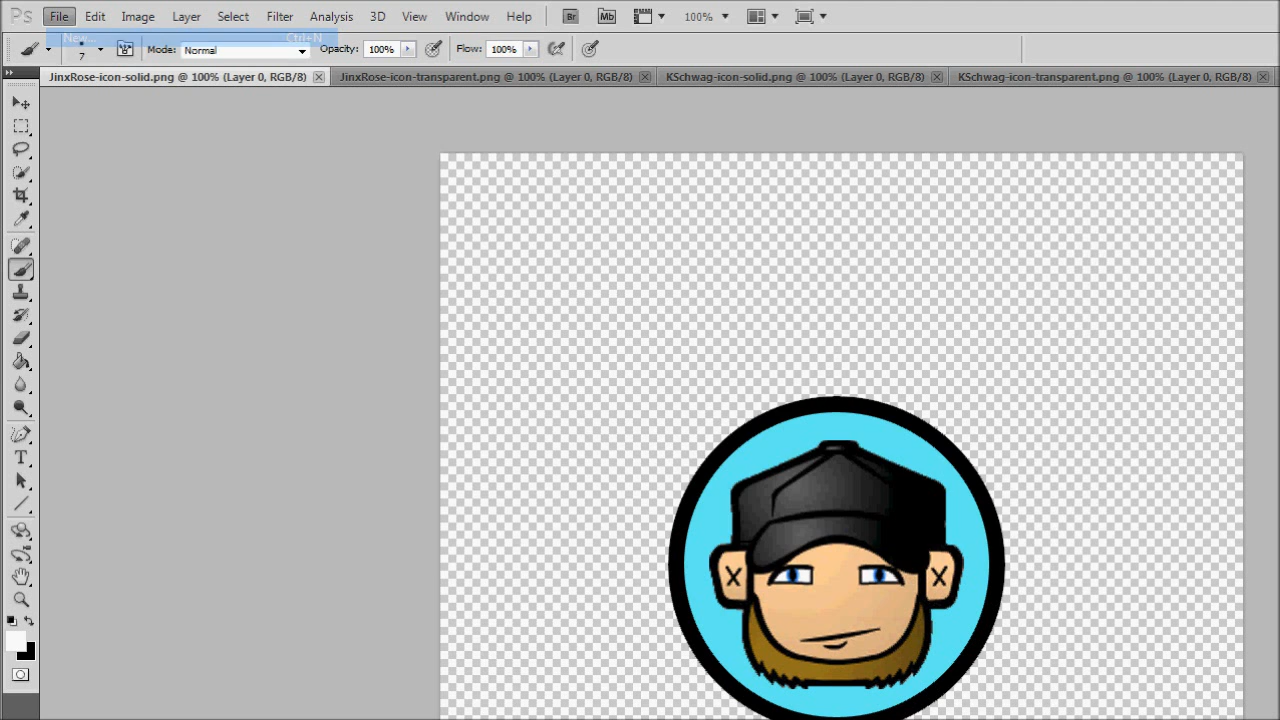 Ps File Edit Image Layer Select Filter Analysis 3D View Window Help Br Mb 100%
New... Ctrl+N
7 Mode: Normal Opacity: 100% Flow: 100%
JinxRose-icon-solid.png @ 100% (Layer 0, RGB/8) JinxRose-icon-transparent.png @ 100% (Layer 0, RGB/8) KSchwag-icon-solid.png @ 100% (Layer 0, RGB/8) KSchwag-icon-transparent.png @ 100% (Layer 0, RGB/8)